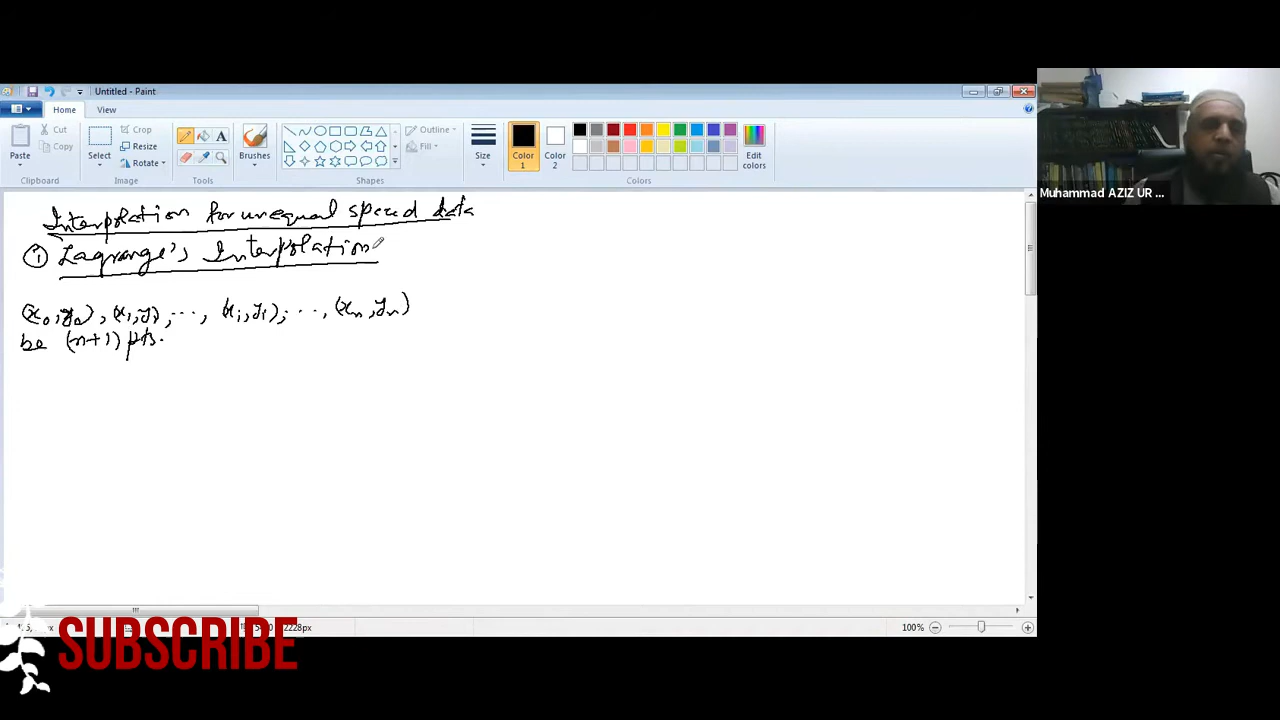 Untitled - Paint
Home View
Paste
Cut
Copy
Clipboard
Select
Crop
Resize
Rotate
Image
Tools
Brushes
Shapes
Outline
Fill
Size
Color 1
Color 2
Edit colors
Colors
Muhammad AZIZ UR ...
Interpolation for unequal spaced data
① Lagrange's Interpolation
(x₀,y₀), (x₁,y₁), ..., (xᵢ,yᵢ), ..., (xₙ,yₙ)
be (n+1) pts.
2228px
100%
SUBSCRIBE